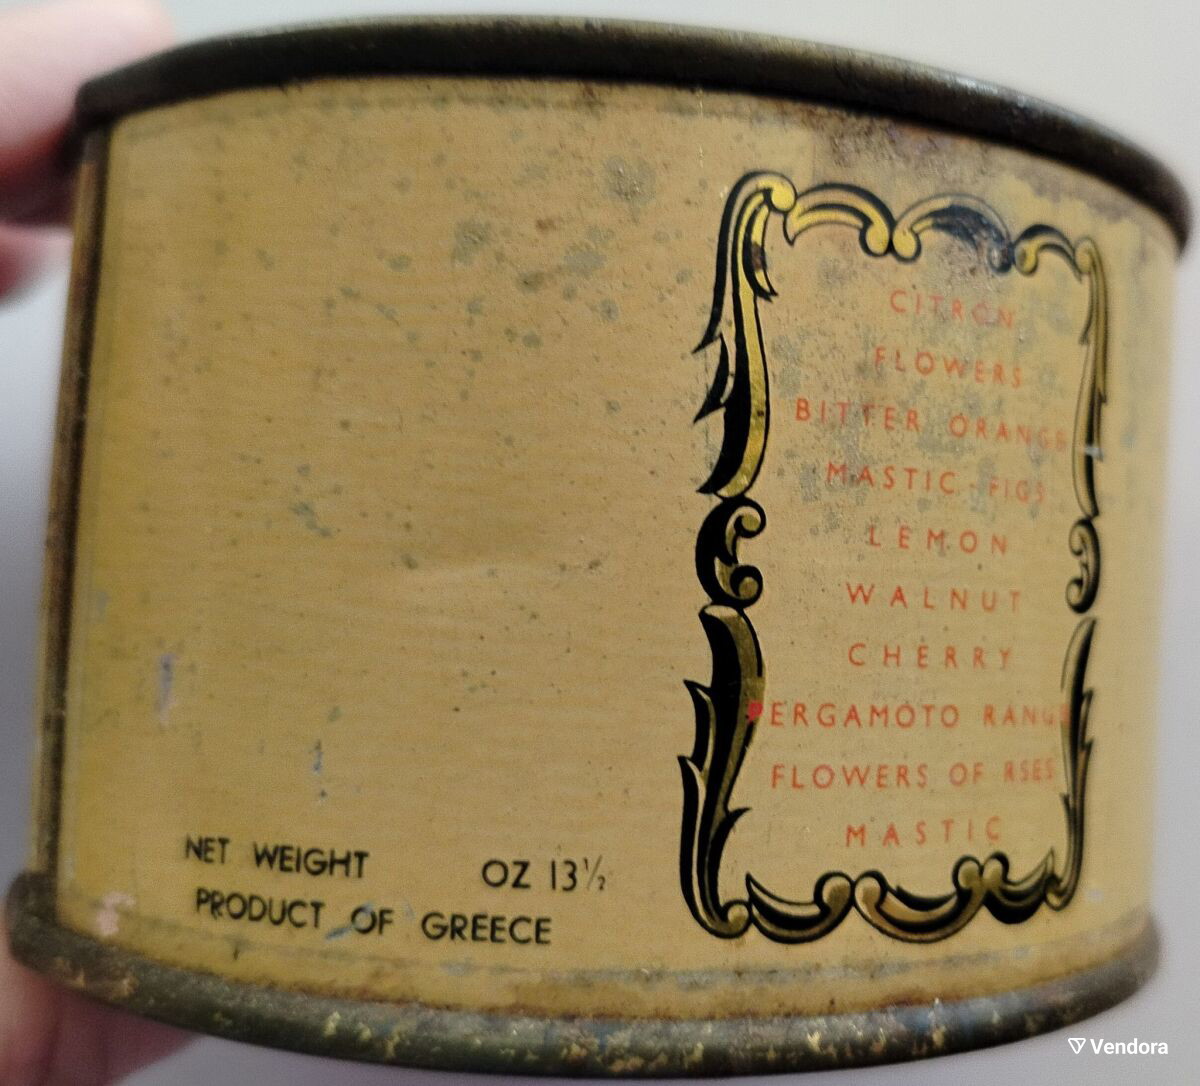 CITRON
FLOWERS
BITTER ORANGE
MASTIC - FIGS
LEMON
WALNUT
CHERRY
PERGAMOTO RANGE
FLOWERS OF RSES
MASTIC
NET WEIGHT OZ 13½
PRODUCT OF GREECE
Vendora